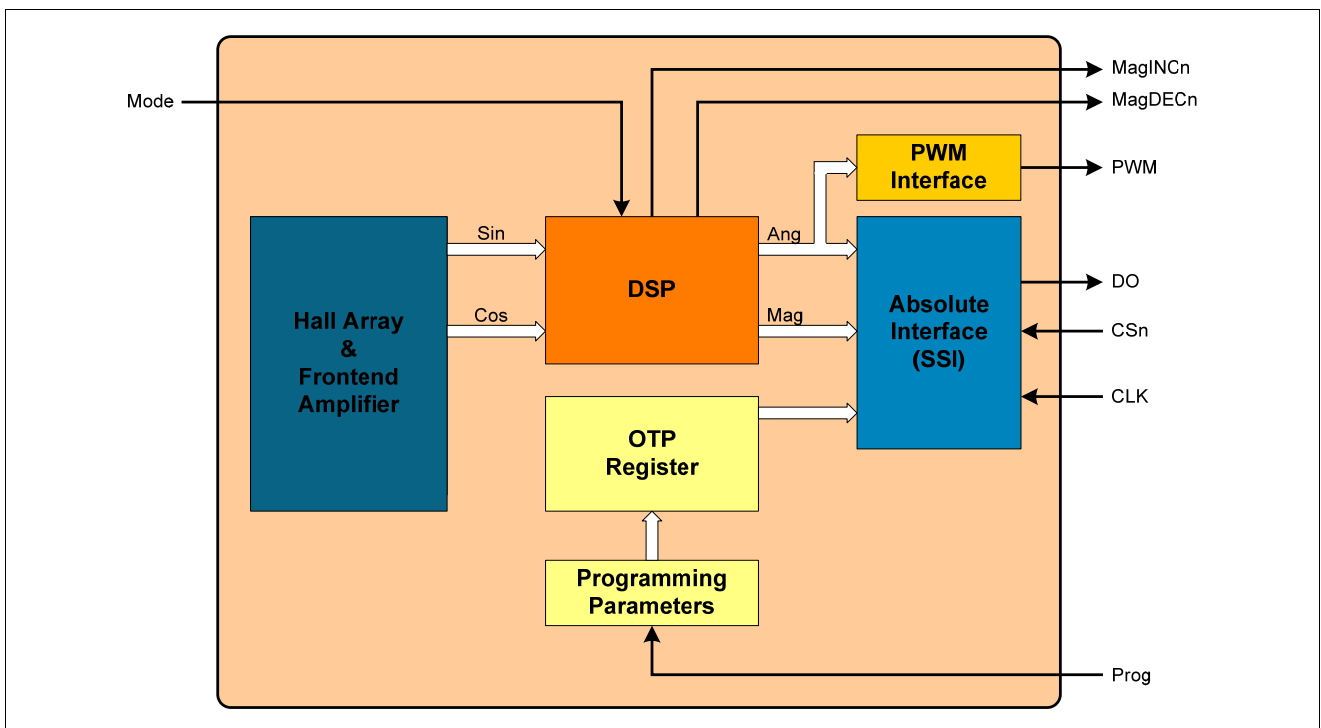 MagINCn
Mode
MagDECn
PWM
Interface
PWM
Sin
Ang
DSP
DO
Hall Array
&
Frontend
Amplifier
Cos
Mag
Absolute
Interface
(SSI)
CSn
CLK
OTP
Register
Programming
Parameters
Prog